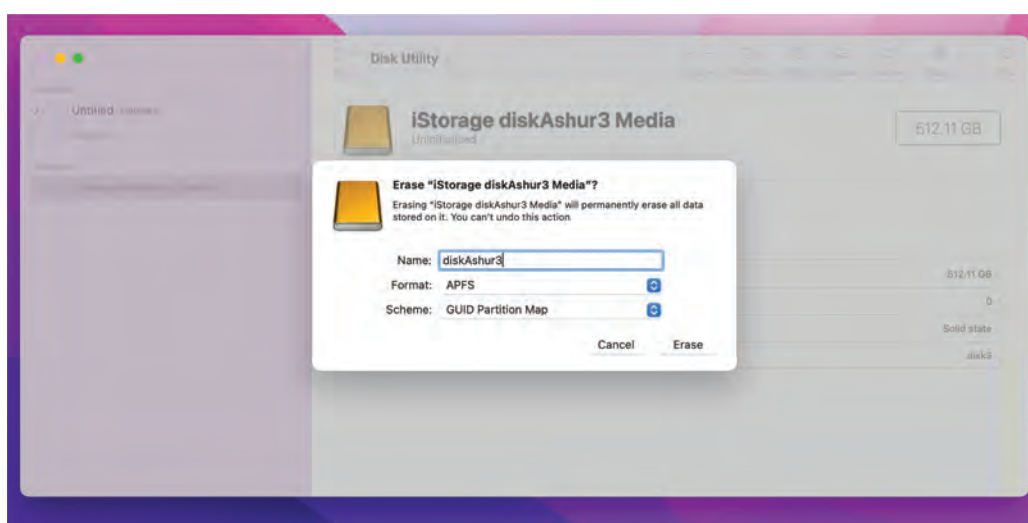 Disk Utility
Untitled
iStorage diskAshur3 Media
Uninitialised
512.11 GB
Erase "iStorage diskAshur3 Media"?
Erasing "iStorage diskAshur3 Media" will permanently erase all data
stored on it. You can't undo this action
Name: diskAshur3
Format: APFS
Scheme: GUID Partition Map
Cancel Erase
512.11 GB
0
Solid state
disk3